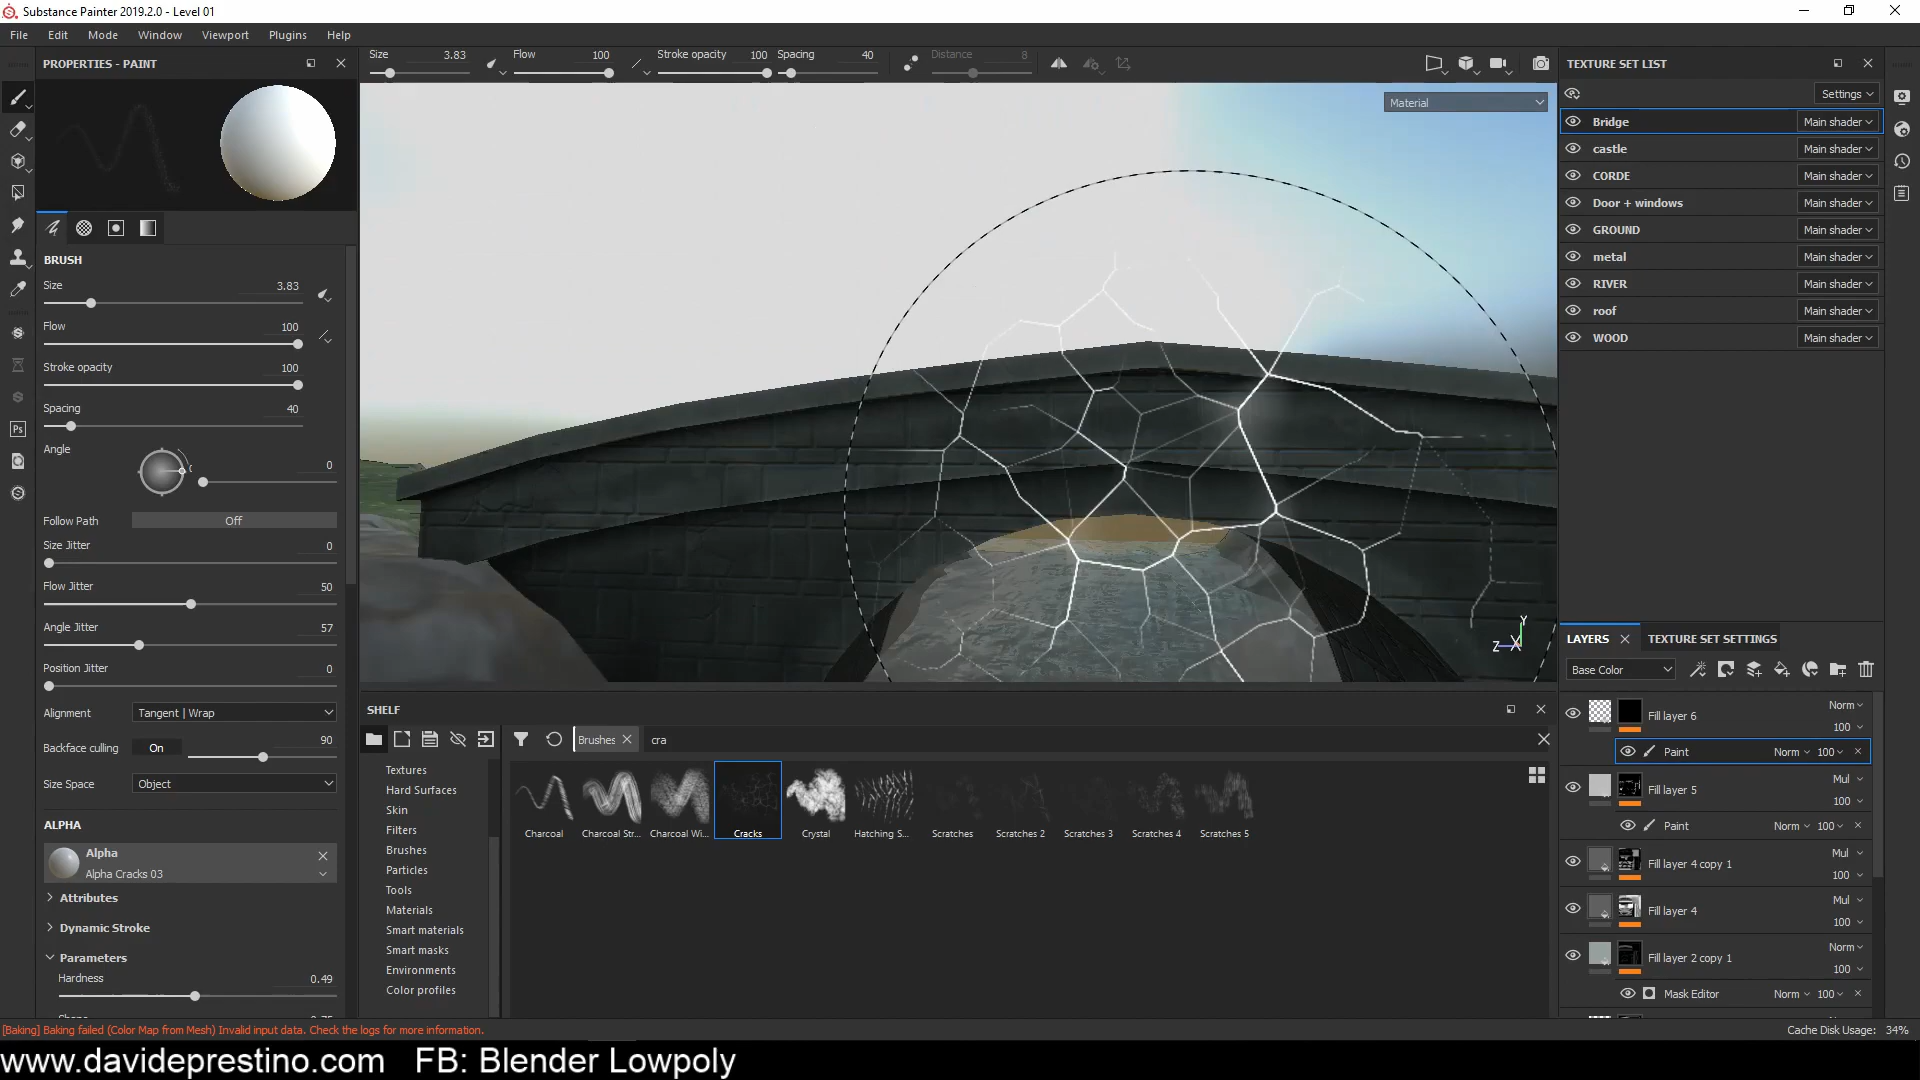 Substance Painter 2019.2.0 - Level 01
File Edit Mode Window Viewport Plugins Help
PROPERTIES - PAINT
Size 3.83 Flow 100 Stroke opacity 100 Spacing 40 Distance 8
Material
BRUSH
Size 3.83
Flow 100
Stroke opacity 100
Spacing 40
Angle 0
Follow Path Off
Size Jitter 0
Flow Jitter 50
Angle Jitter 57
Position Jitter 0
Alignment Tangent | Wrap
Backface culling On 90
Size Space Object
ALPHA
Alpha
Alpha Cracks 03
Attributes
Dynamic Stroke
Parameters
Hardness 0.49
Y
Z X
SHELF
Brushes cra
Textures
Hard Surfaces
Skin
Filters
Brushes
Particles
Tools
Materials
Smart materials
Smart masks
Environments
Color profiles
Charcoal Charcoal Str... Charcoal Wi... Cracks Crystal Hatching S... Scratches Scratches 2 Scratches 3 Scratches 4 Scratches 5
TEXTURE SET LIST
Settings
Bridge Main shader
castle Main shader
CORDE Main shader
Door + windows Main shader
GROUND Main shader
metal Main shader
RIVER Main shader
roof Main shader
WOOD Main shader
LAYERS TEXTURE SET SETTINGS
Base Color
Fill layer 6 Norm 100
Paint Norm 100
Fill layer 5 Mul 100
Paint Norm 100
Fill layer 4 copy 1 Mul 100
Fill layer 4 Mul 100
Fill layer 2 copy 1 Norm 100
Mask Editor Norm 100
Ps
[Baking] Baking failed (Color Map from Mesh) Invalid input data. Check the logs for more information.
Cache Disk Usage: 34%
www.davideprestino.com FB: Blender Lowpoly